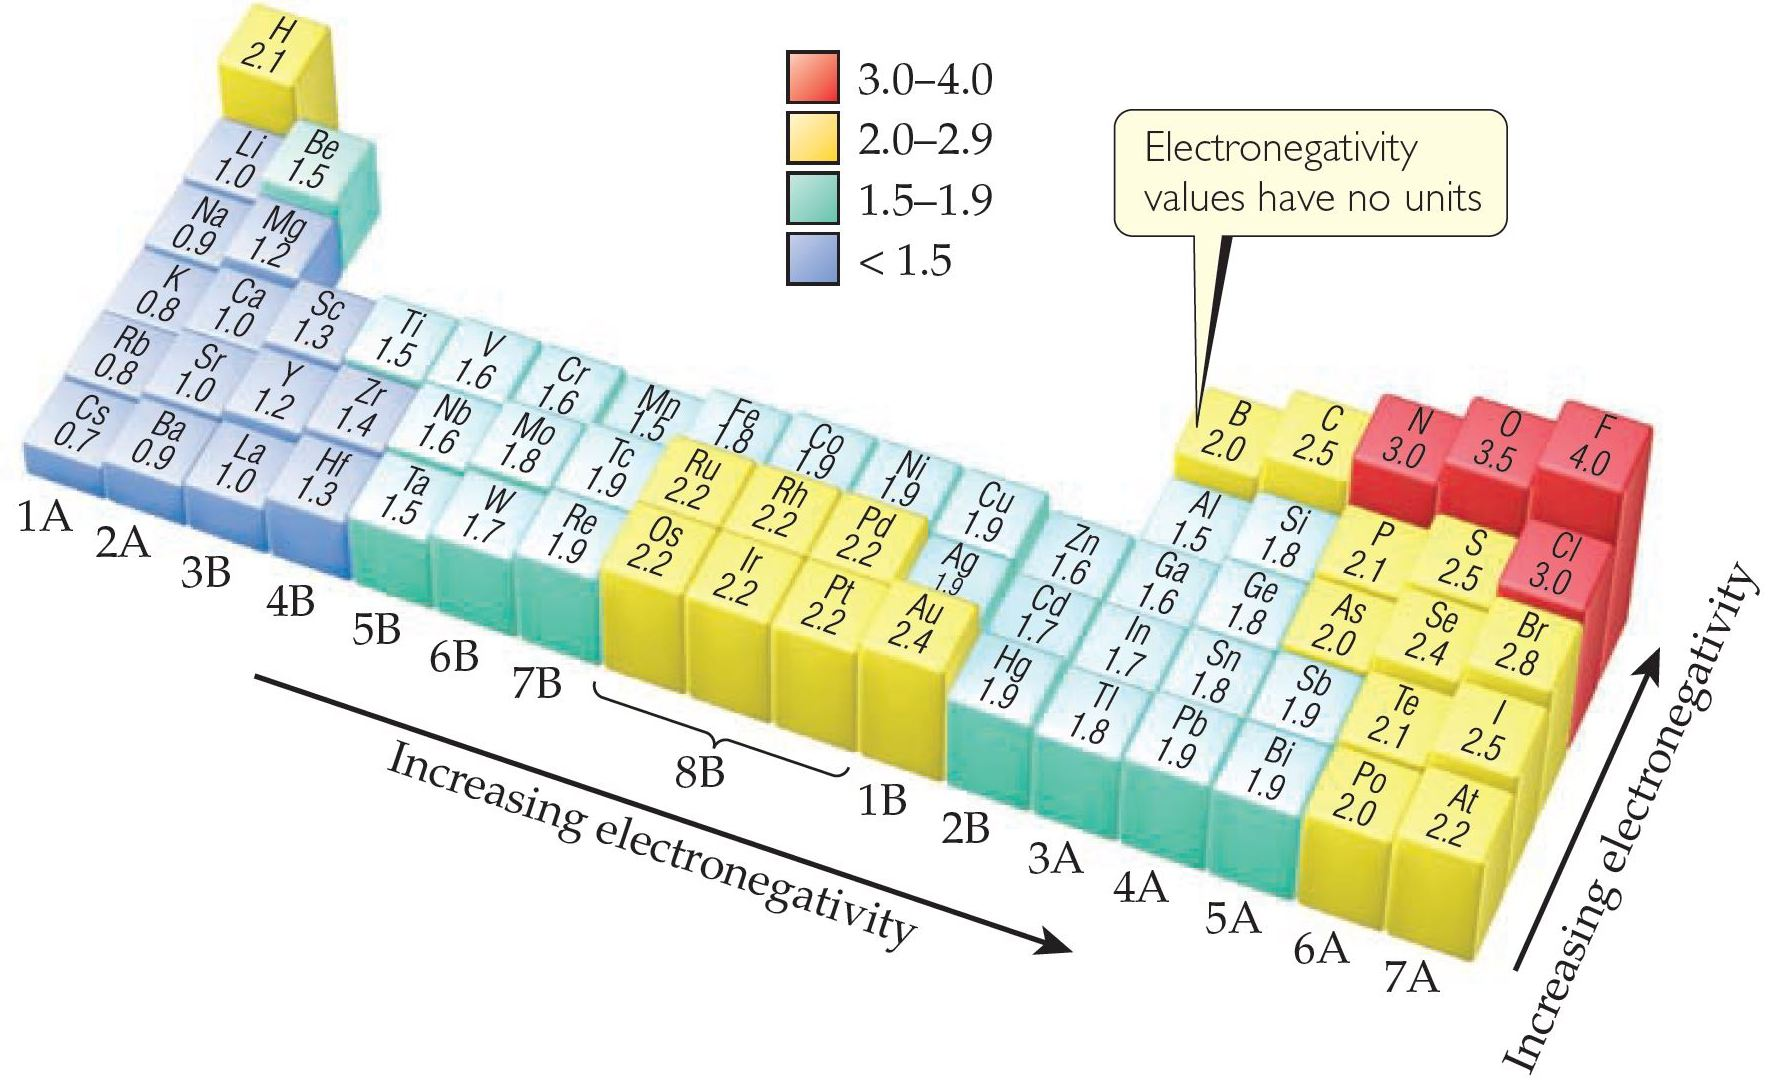 H
2.1
3.0–4.0
2.0–2.9
1.5–1.9
< 1.5
Electronegativity
values have no units
Li
1.0
Be
1.5
Na
0.9
Mg
1.2
K
0.8
Ca
1.0
Sc
1.3
Ti
1.5
V
1.6
Cr
1.6
Mn
1.5
Fe
1.8
Co
1.9
Ni
1.9
Cu
1.9
Zn
1.6
Ga
1.6
Ge
1.8
As
2.0
Se
2.4
Br
2.8
B
2.0
C
2.5
N
3.0
O
3.5
F
4.0
Al
1.5
Si
1.8
P
2.1
S
2.5
Cl
3.0
Rb
0.8
Sr
1.0
Y
1.2
Zr
1.4
Nb
1.6
Mo
1.8
Tc
1.9
Ru
2.2
Rh
2.2
Pd
2.2
Ag
1.9
Cd
1.7
In
1.7
Sn
1.8
Sb
1.9
Te
2.1
I
2.5
Cs
0.7
Ba
0.9
La
1.0
Hf
1.3
Ta
1.5
W
1.7
Re
1.9
Os
2.2
Ir
2.2
Pt
2.2
Au
2.4
Hg
1.9
Tl
1.8
Pb
1.9
Bi
1.9
Po
2.0
At
2.2
1A
2A
3B
4B
5B
6B
7B
8B
1B
2B
3A
4A
5A
6A
7A
Increasing electronegativity
Increasing electronegativity